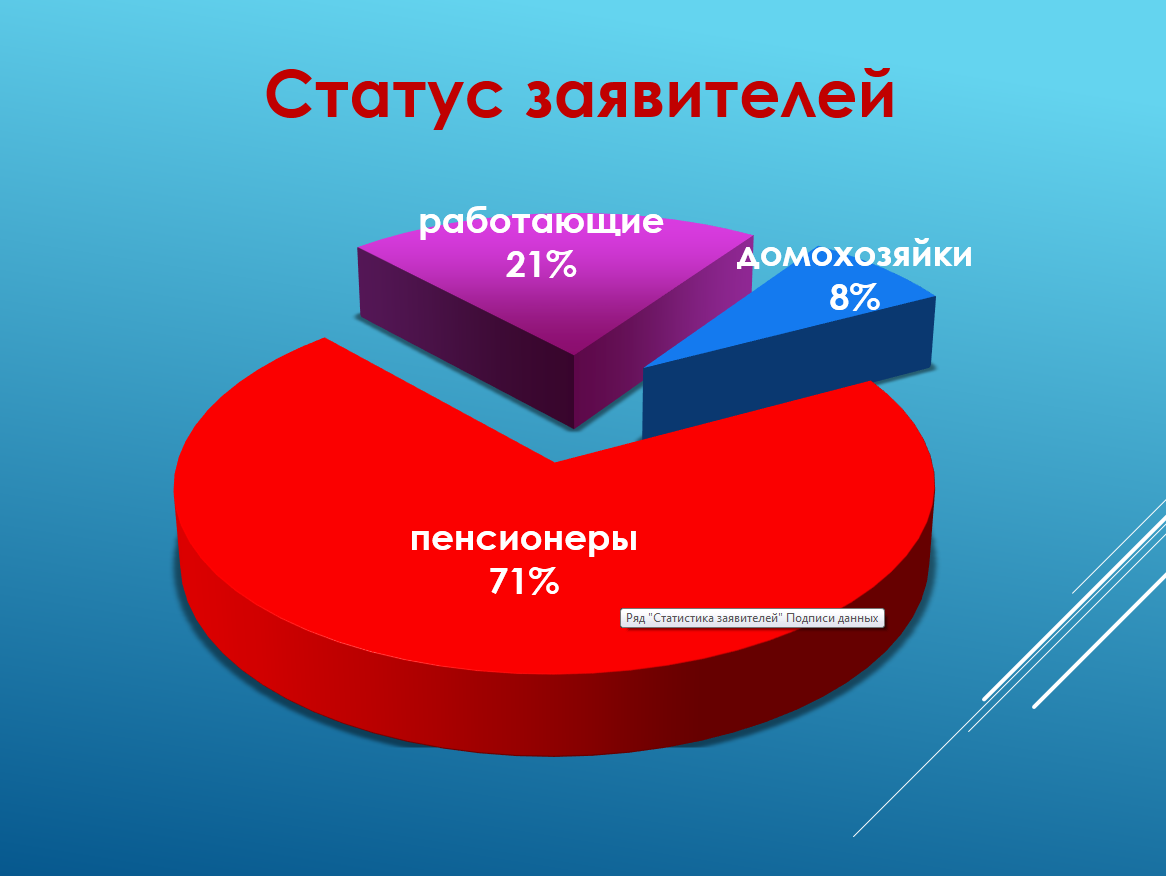 Статус заявителей
работающие
21%
домохозяйки
8%
пенсионеры
71%
Ряд "Статистика заявителей" Подписи данных